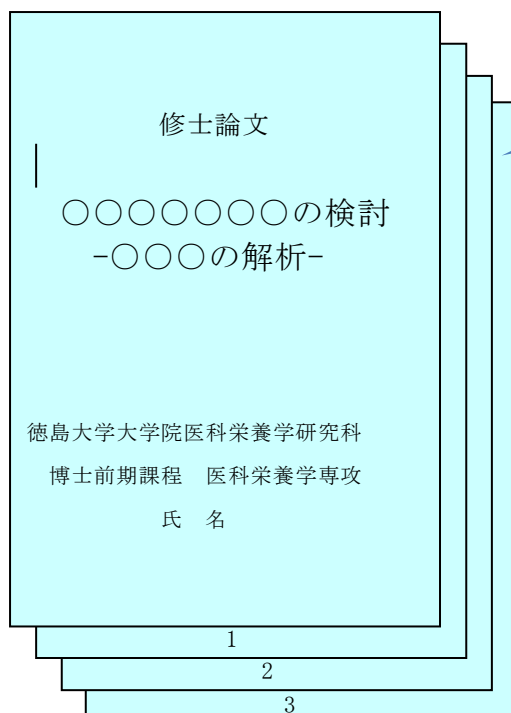 修士論文
○○○○○○○の検討
-○○○の解析-
徳島大学大学院医科栄養学研究科
博士前期課程　医科栄養学専攻
氏　名
1
2
3